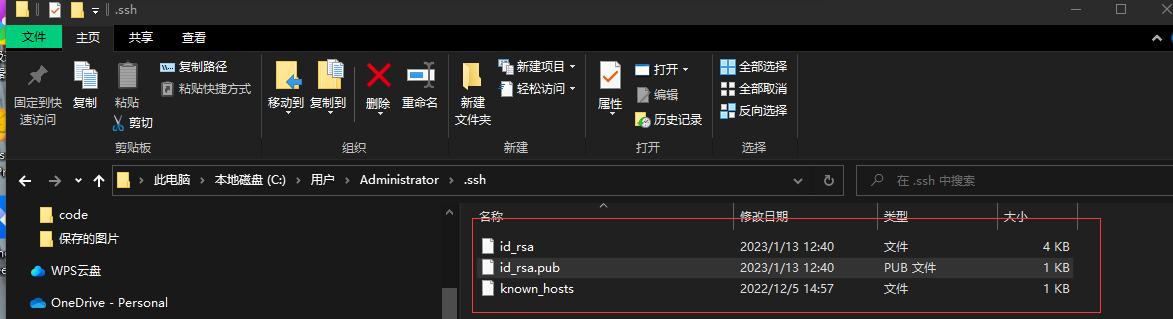 .ssh
文件 主页 共享 查看
固定到快速访问
复制
粘贴
复制路径
粘贴快捷方式
剪切
剪贴板
移动到
复制到
删除
重命名
组织
新建文件夹
新建项目
轻松访问
新建
属性
打开
编辑
历史记录
打开
全部选择
全部取消
反向选择
选择
此电脑 本地磁盘 (C:) 用户 Administrator .ssh
在 .ssh 中搜索
code
保存的图片
WPS云盘
OneDrive - Personal
名称 修改日期 类型 大小
id_rsa 2023/1/13 12:40 文件 4 KB
id_rsa.pub 2023/1/13 12:40 PUB 文件 1 KB
known_hosts 2022/12/5 14:57 文件 1 KB